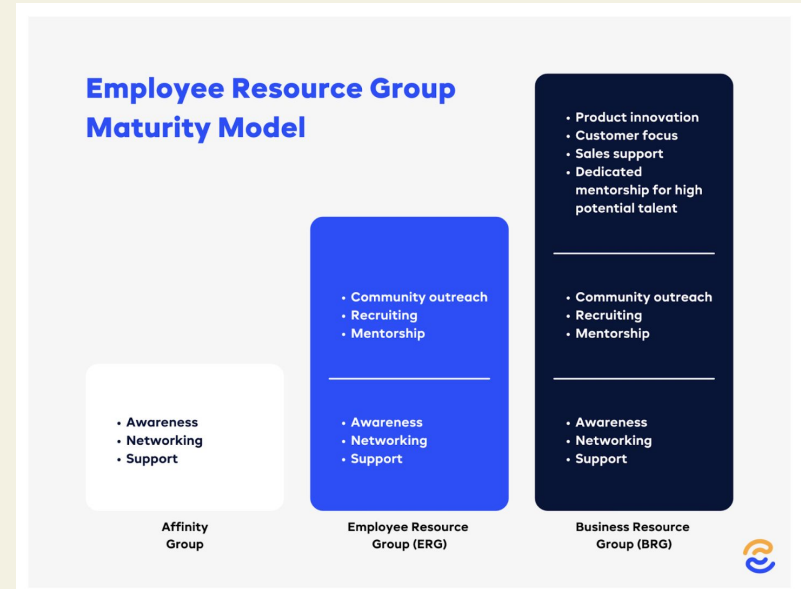 Employee Resource Group
Maturity Model
• Awareness
• Networking
• Support
Affinity
Group
• Community outreach
• Recruiting
• Mentorship
• Awareness
• Networking
• Support
Employee Resource
Group (ERG)
• Product innovation
• Customer focus
• Sales support
• Dedicated
mentorship for high
potential talent
• Community outreach
• Recruiting
• Mentorship
• Awareness
• Networking
• Support
Business Resource
Group (BRG)